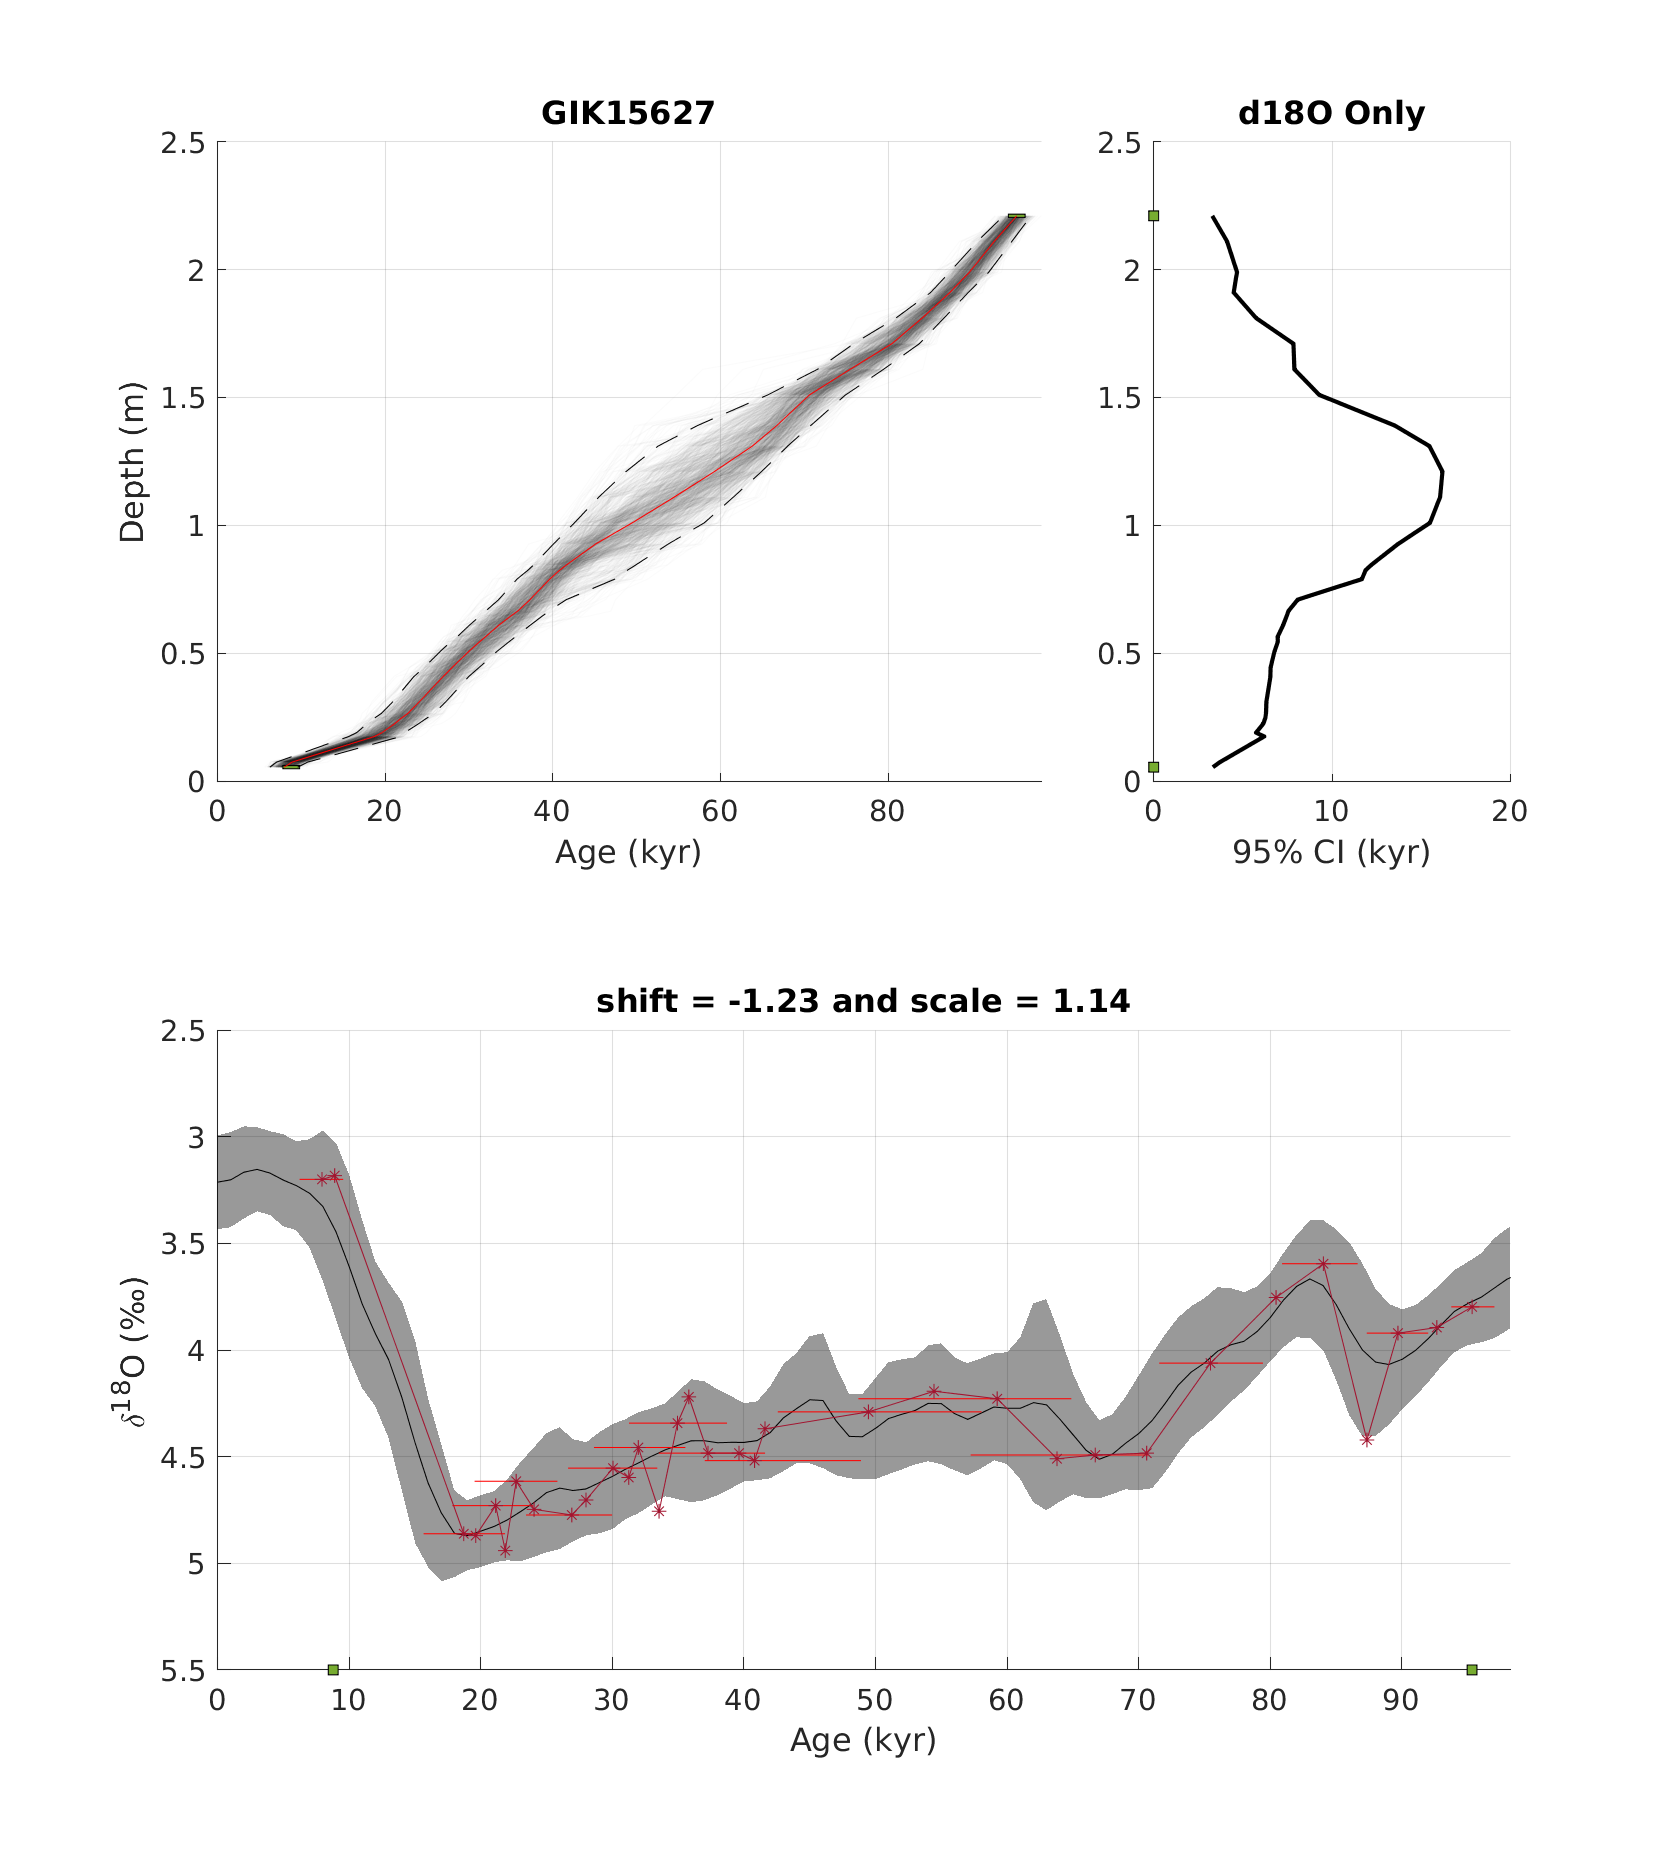 GIK15627
2.5
2
1.5
1
0.5
0
Depth (m)
0 20 40 60 80
Age (kyr)
d18O Only
2.5
2
1.5
1
0.5
0
0 10 20
95% CI (kyr)
shift = -1.23 and scale = 1.14
2.5
3
3.5
4
4.5
5
5.5
δ18O (‰)
0 10 20 30 40 50 60 70 80 90
Age (kyr)